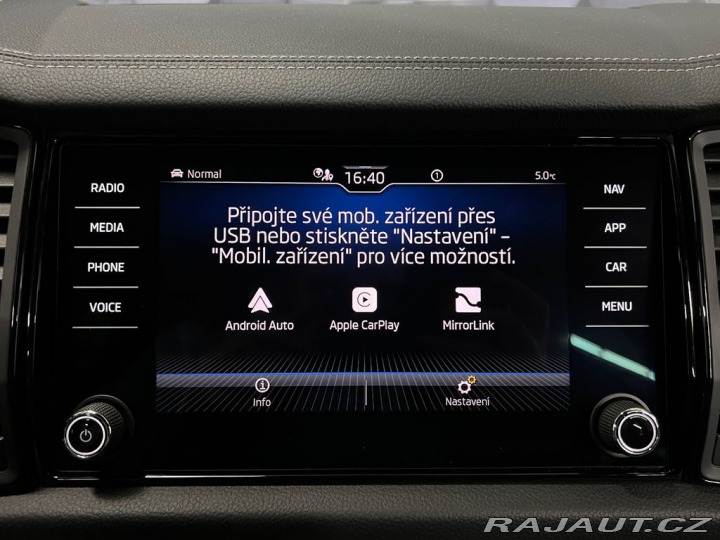 Normal
16:40
1
5.0°C
RADIO
MEDIA
PHONE
VOICE
Připojte své mob. zařízení přes
USB nebo stiskněte "Nastavení" –
"Mobil. zařízení" pro více možností.
Android Auto
Apple CarPlay
MirrorLink
Info
Nastavení
NAV
APP
CAR
MENU
RAJAUT.CZ